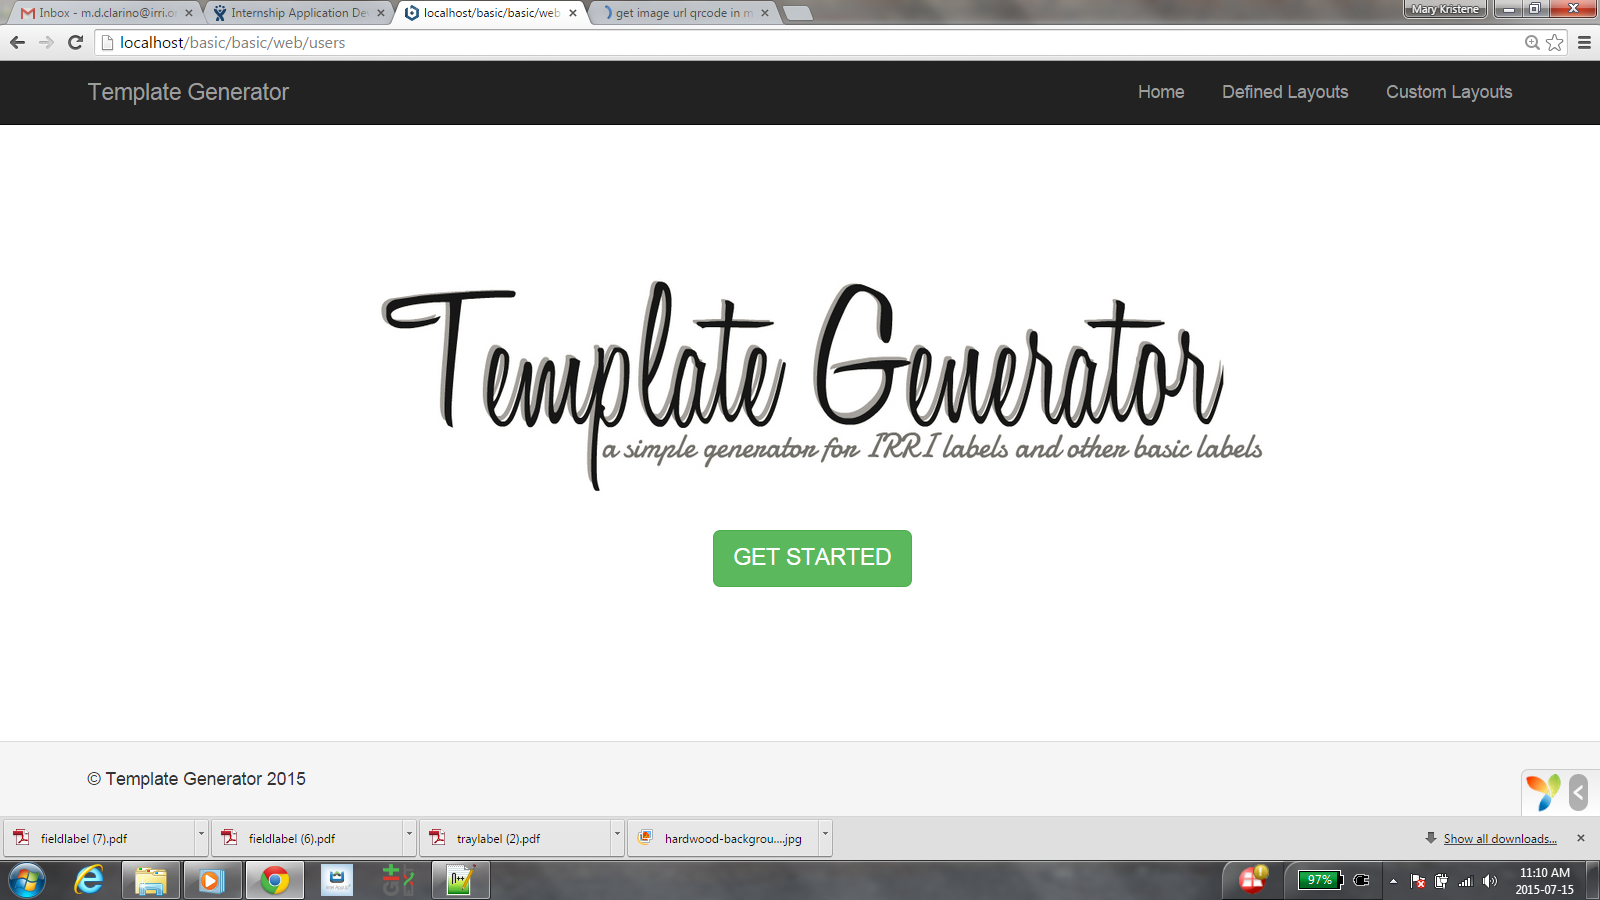 Inbox - m.d.clarino@irri.o
Internship Application De
localhost/basic/basic/web
get image url qrcode in m
Mary Kristene
localhost/basic/basic/web/users
Template Generator
Home
Defined Layouts
Custom Layouts
Template Generator
a simple generator for IRRI labels and other basic labels
GET STARTED
© Template Generator 2015
fieldlabel (7).pdf
fieldlabel (6).pdf
traylabel (2).pdf
hardwood-backgrou....jpg
Show all downloads...
97%
11:10 AM
2015-07-15